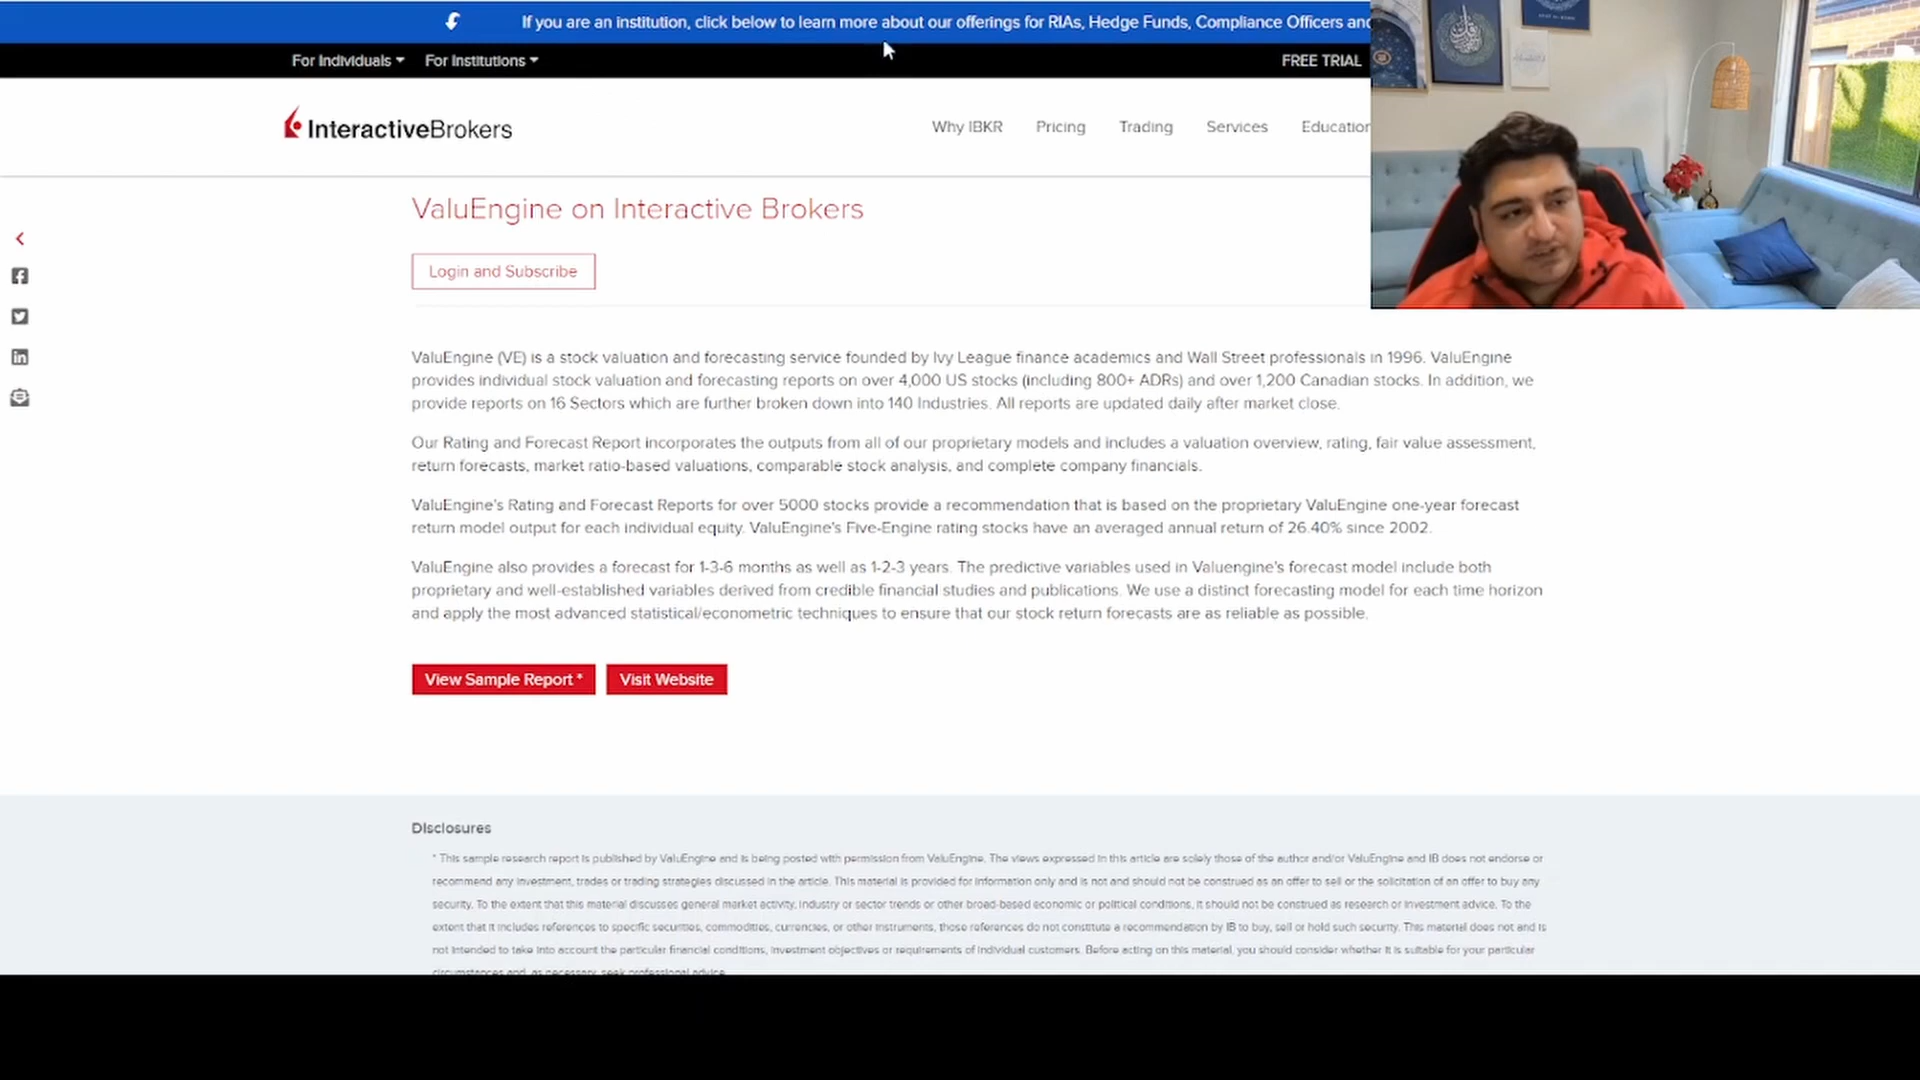 If you are an institution, click below to learn more about our offerings for RIAs, Hedge Funds, Compliance Officers and
For Individuals
For Institutions
FREE TRIAL
InteractiveBrokers
Why IBKR
Pricing
Trading
Services
Education
ValuEngine on Interactive Brokers
Login and Subscribe
ValuEngine (VE) is a stock valuation and forecasting service founded by Ivy League finance academics and Wall Street professionals in 1996. ValuEngine
provides individual stock valuation and forecasting reports on over 4,000 US stocks (including 800+ ADRs) and over 1,200 Canadian stocks. In addition, we
provide reports on 16 Sectors which are further broken down into 140 Industries. All reports are updated daily after market close.
Our Rating and Forecast Report incorporates the outputs from all of our proprietary models and includes a valuation overview, rating, fair value assessment,
return forecasts, market ratio-based valuations, comparable stock analysis, and complete company financials.
ValuEngine's Rating and Forecast Reports for over 5000 stocks provide a recommendation that is based on the proprietary ValuEngine one-year forecast
return model output for each individual equity. ValuEngine's Five-Engine rating stocks have an averaged annual return of 26.40% since 2002.
ValuEngine also provides a forecast for 1-3-6 months as well as 1-2-3 years. The predictive variables used in Valuengine's forecast model include both
proprietary and well-established variables derived from credible financial studies and publications. We use a distinct forecasting model for each time horizon
and apply the most advanced statistical/econometric techniques to ensure that our stock return forecasts are as reliable as possible.
View Sample Report *
Visit Website
Disclosures
* This sample research report is published by ValuEngine and is being posted with permission from ValuEngine. The views expressed in this article are solely those of the author and/or ValuEngine and IB does not endorse or
recommend any investment, trades or trading strategies discussed in the article. This material is provided for information only and is not and should not be construed as an offer to sell or the solicitation of an offer to buy any
security. To the extent that this material discusses general market activity, industry or sector trends or other broad-based economic or political conditions, it should not be construed as research or investment advice. To the
extent that it includes references to specific securities, commodities, currencies, or other instruments, those references do not constitute a recommendation by IB to buy, sell or hold such security. This material does not and is
not intended to take into account the particular financial conditions, investment objectives or requirements of individual customers. Before acting on this material, you should consider whether it is suitable for your particular
circumstances and, as necessary, seek professional advice.